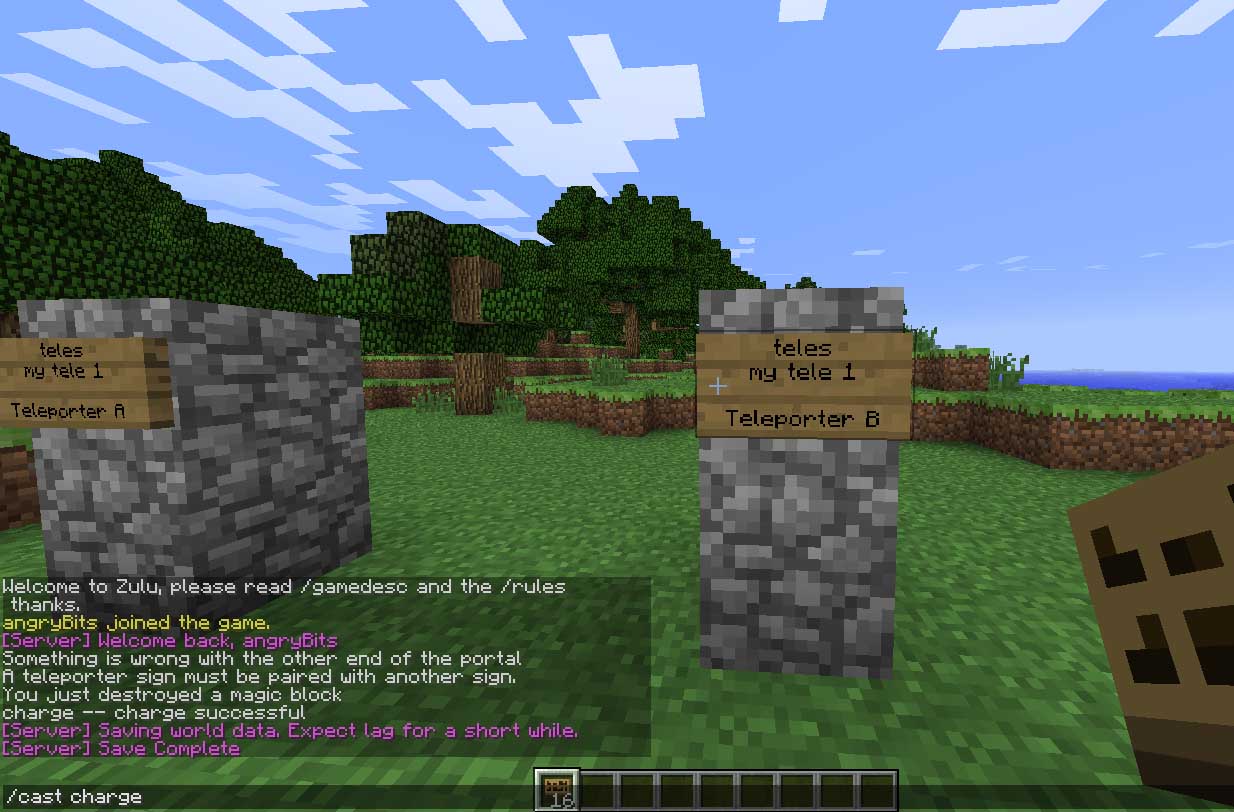 teles
my tele 1
Teleporter A
teles
my tele 1
Teleporter B
Welcome to Zulu, please read /gamedesc and the /rules
thanks.
angryBits joined the game.
[Server] Welcome back, angryBits
Something is wrong with the other end of the portal
A teleporter sign must be paired with another sign.
You just destroyed a magic block
charge -- charge successful
[Server] Saving world data. Expect lag for a short while.
[Server] Save Complete
/cast charge
16